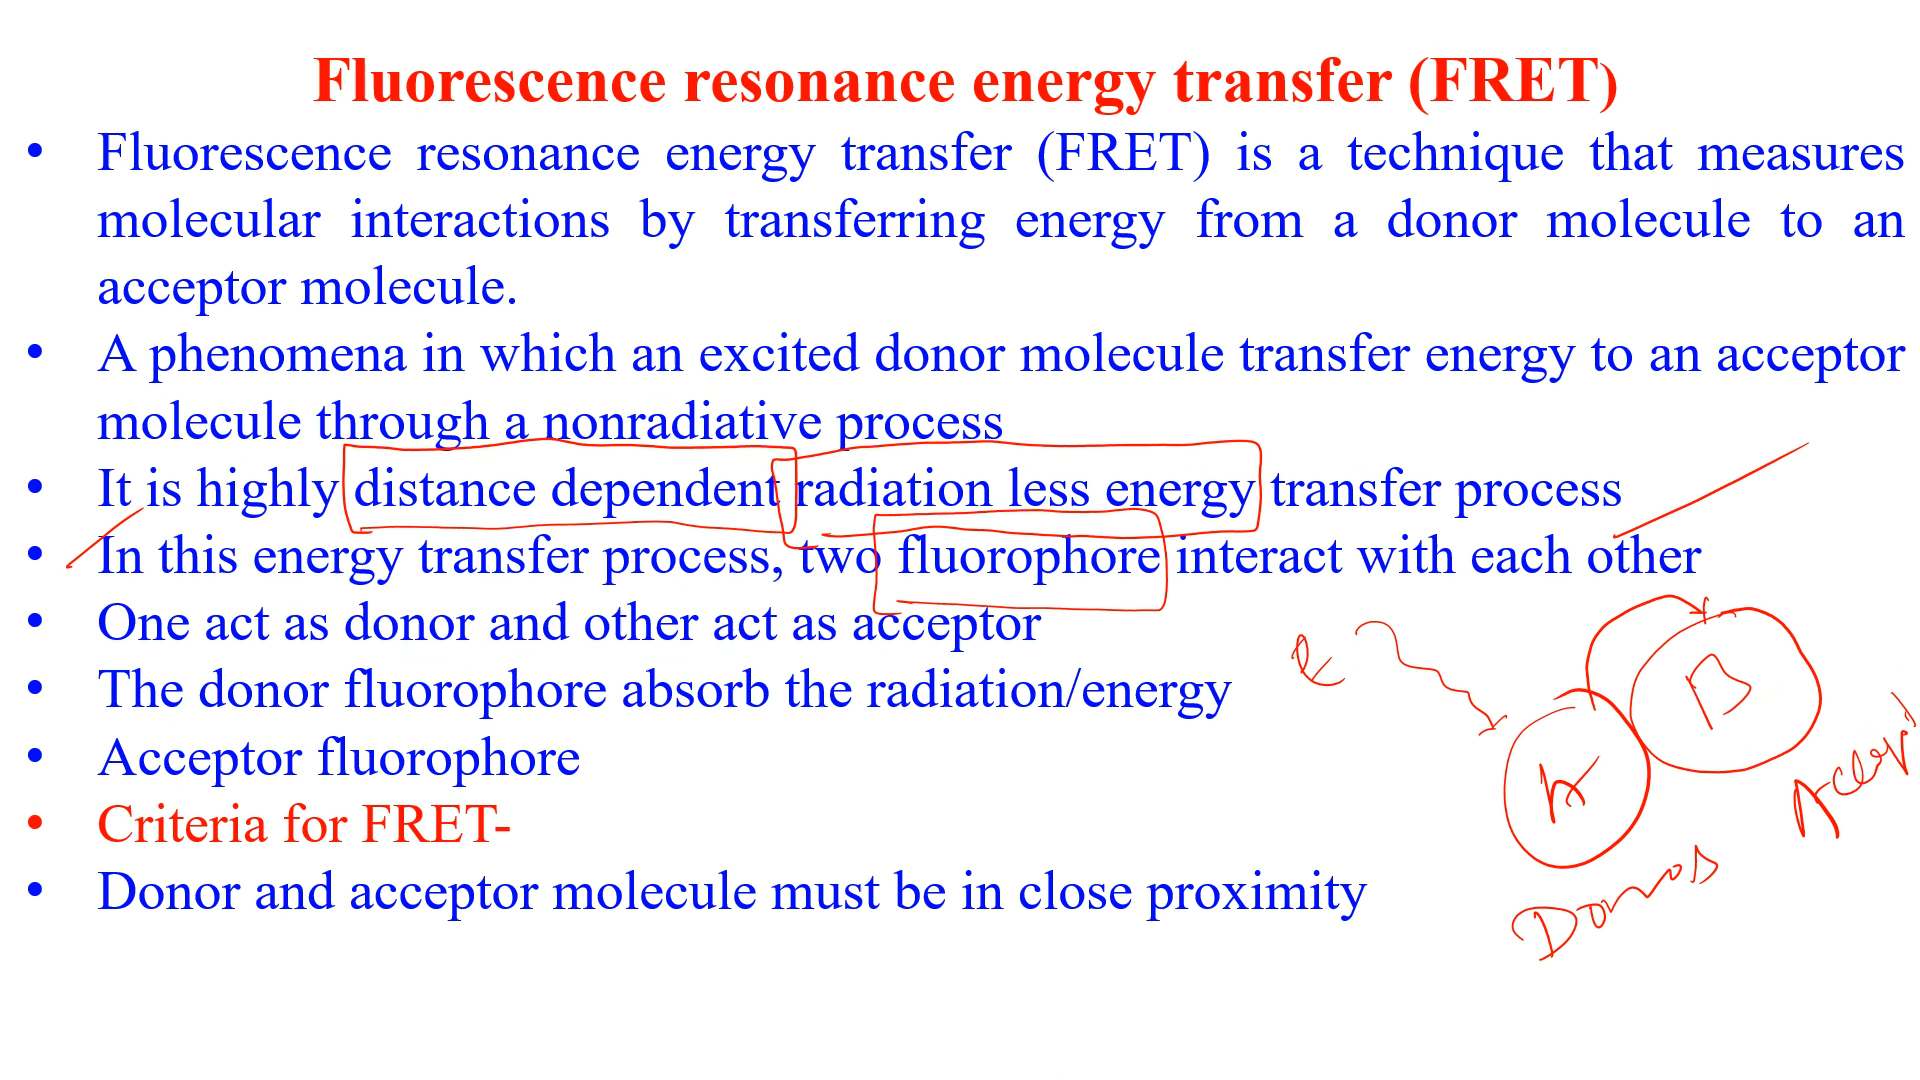 Fluorescence resonance energy transfer (FRET)
• Fluorescence resonance energy transfer (FRET) is a technique that measures
molecular interactions by transferring energy from a donor molecule to an
acceptor molecule.
• A phenomena in which an excited donor molecule transfer energy to an acceptor
molecule through a nonradiative process
• It is highly distance dependent radiation less energy transfer process
• In this energy transfer process, two fluorophore interact with each other
• One act as donor and other act as acceptor
• The donor fluorophore absorb the radiation/energy
• Acceptor fluorophore
• Criteria for FRET-
• Donor and acceptor molecule must be in close proximity
B
A
Accept
Donor